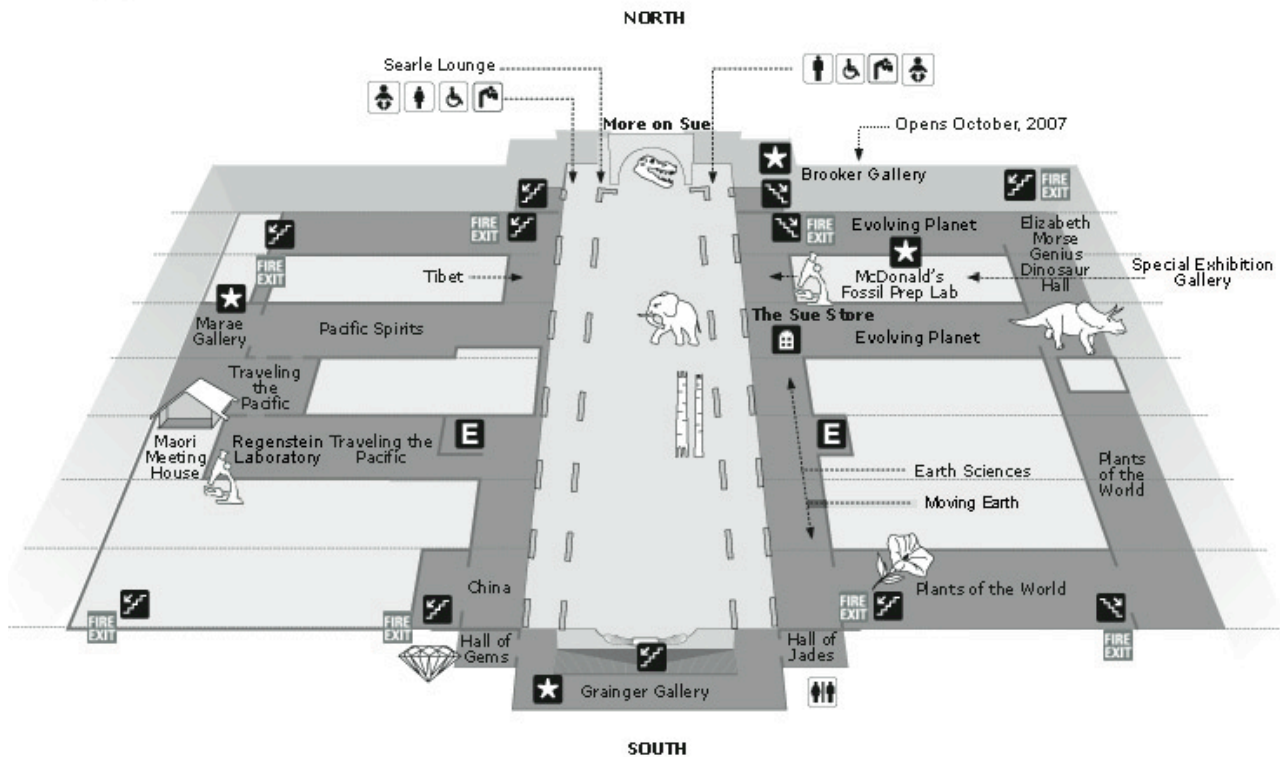 NORTH
Searle Lounge
More on Sue
Opens October, 2007
Brooker Gallery
FIRE
EXIT
FIRE
EXIT
FIRE
EXIT
Evolving Planet
Elizabeth
Morse
Genius
Dinosaur
Hall
FIRE
EXIT
Tibet
McDonald's
Fossil Prep Lab
Special Exhibition
Gallery
Marae
Gallery
Pacific Spirits
The Sue Store
Evolving Planet
Traveling
the
Pacific
Maori
Meeting
House
Regenstein
Laboratory
Traveling the
Pacific
E
E
Earth Sciences
Moving Earth
Plants
of the
World
China
Plants of the World
FIRE
EXIT
FIRE
EXIT
FIRE
EXIT
FIRE
EXIT
Hall of
Gems
Hall of
Jades
Grainger Gallery
SOUTH